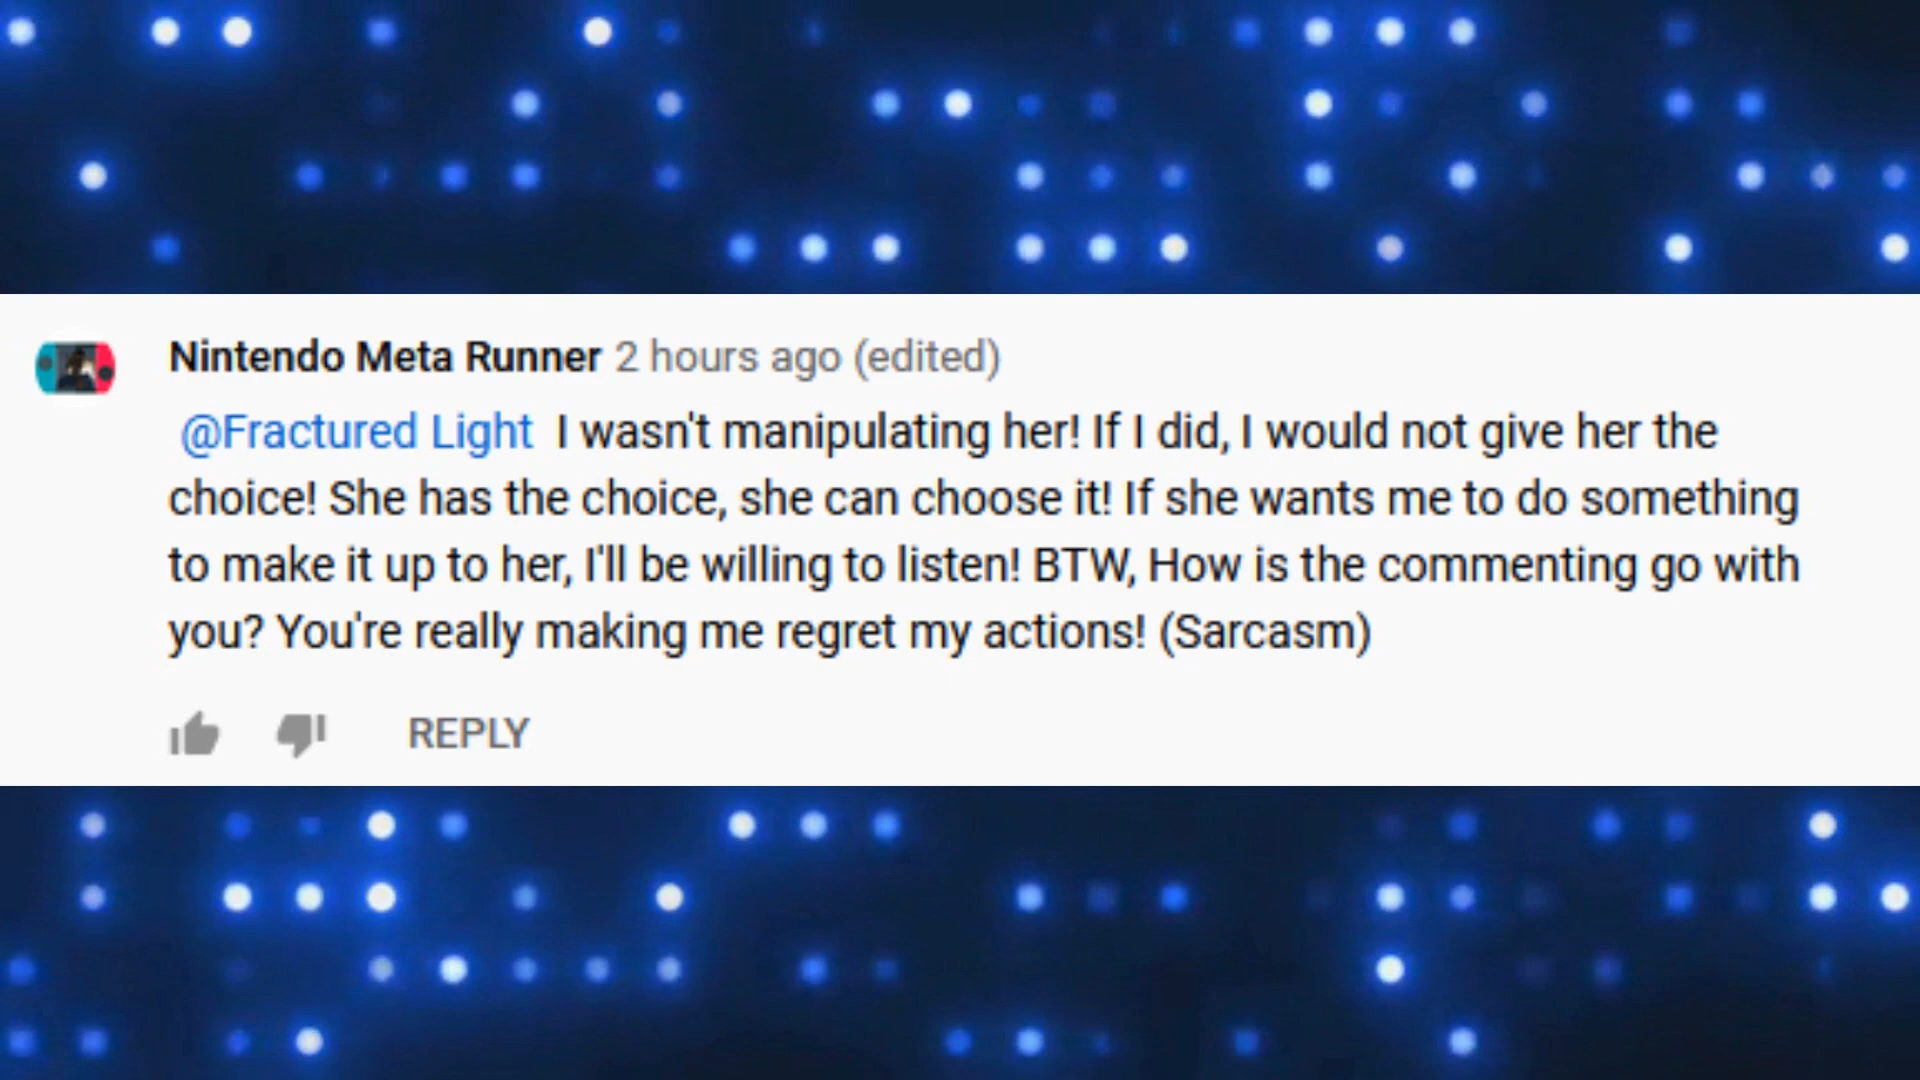 Nintendo Meta Runner 2 hours ago (edited)
@Fractured Light I wasn't manipulating her! If I did, I would not give her the
choice! She has the choice, she can choose it! If she wants me to do something
to make it up to her, I'll be willing to listen! BTW, How is the commenting go with
you? You're really making me regret my actions! (Sarcasm)
REPLY